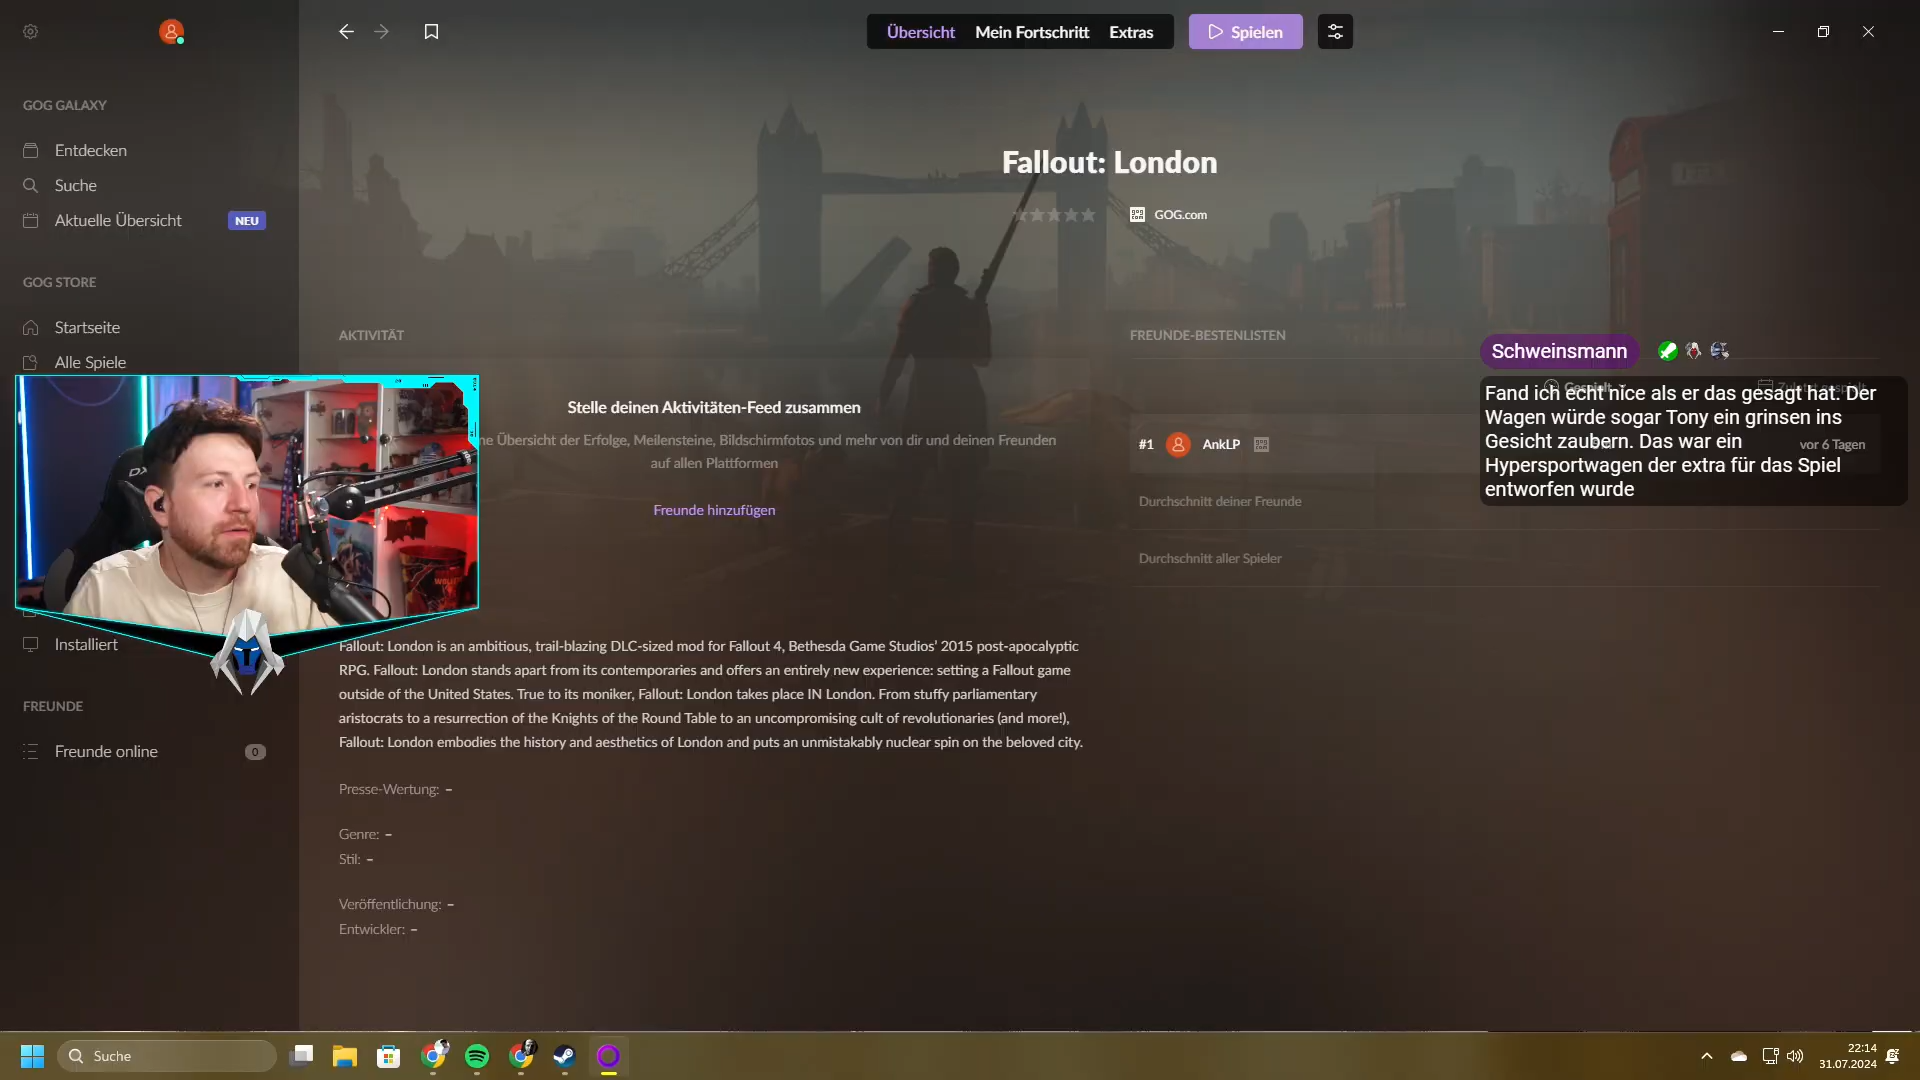 Übersicht
Mein Fortschritt
Extras
Spielen
GOG GALAXY
Entdecken
Suche
Aktuelle Übersicht
NEU
GOG STORE
Startseite
Alle Spiele
Installiert
FREUNDE
Freunde online
0
Fallout: London
GOG.com
AKTIVITÄT
Stelle deinen Aktivitäten-Feed zusammen
Übersicht der Erfolge, Meilensteine, Bildschirmfotos und mehr von dir und deinen Freunden
auf allen Plattformen
Freunde hinzufügen
FREUNDE-BESTENLISTEN
Gespielt
Zuletzt gespielt
#1
AnkLP
vor 6 Tagen
Durchschnitt deiner Freunde
Durchschnitt aller Spieler
Schweinsmann
Fand ich echt nice als er das gesagt hat. Der
Wagen würde sogar Tony ein grinsen ins
Gesicht zaubern. Das war ein
Hypersportwagen der extra für das Spiel
entworfen wurde
Fallout: London is an ambitious, trail-blazing DLC-sized mod for Fallout 4, Bethesda Game Studios’ 2015 post-apocalyptic
RPG. Fallout: London stands apart from its contemporaries and offers an entirely new experience: setting a Fallout game
outside of the United States. True to its moniker, Fallout: London takes place IN London. From stuffy parliamentary
aristocrats to a resurrection of the Knights of the Round Table to an uncompromising cult of revolutionaries (and more!),
Fallout: London embodies the history and aesthetics of London and puts an unmistakably nuclear spin on the beloved city.
Presse-Wertung: –
Genre: –
Stil: –
Veröffentlichung: –
Entwickler: –
Suche
22:14
31.07.2024